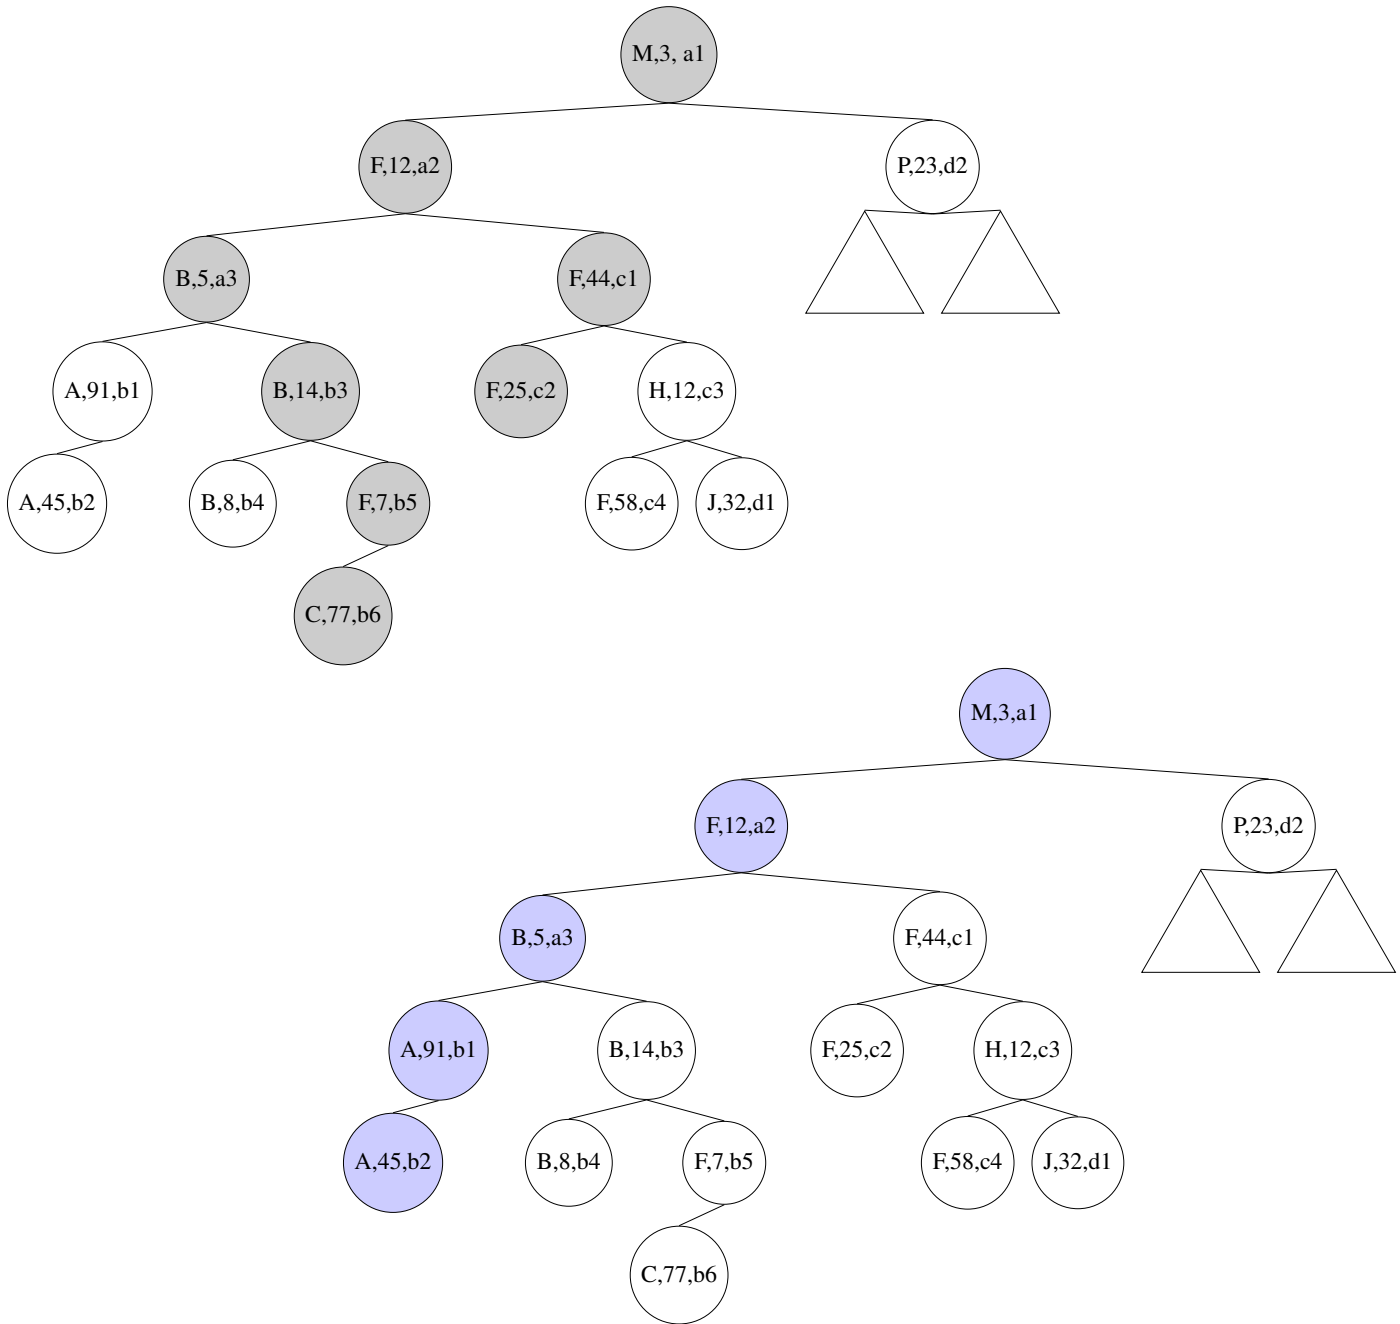 M,3, a1
F,12,a2
P,23,d2
B,5,a3
F,44,c1
A,91,b1
B,14,b3
F,25,c2
H,12,c3
A,45,b2
B,8,b4
F,7,b5
F,58,c4
J,32,d1
C,77,b6
M,3,a1
F,12,a2
P,23,d2
B,5,a3
F,44,c1
A,91,b1
B,14,b3
F,25,c2
H,12,c3
A,45,b2
B,8,b4
F,7,b5
F,58,c4
J,32,d1
C,77,b6